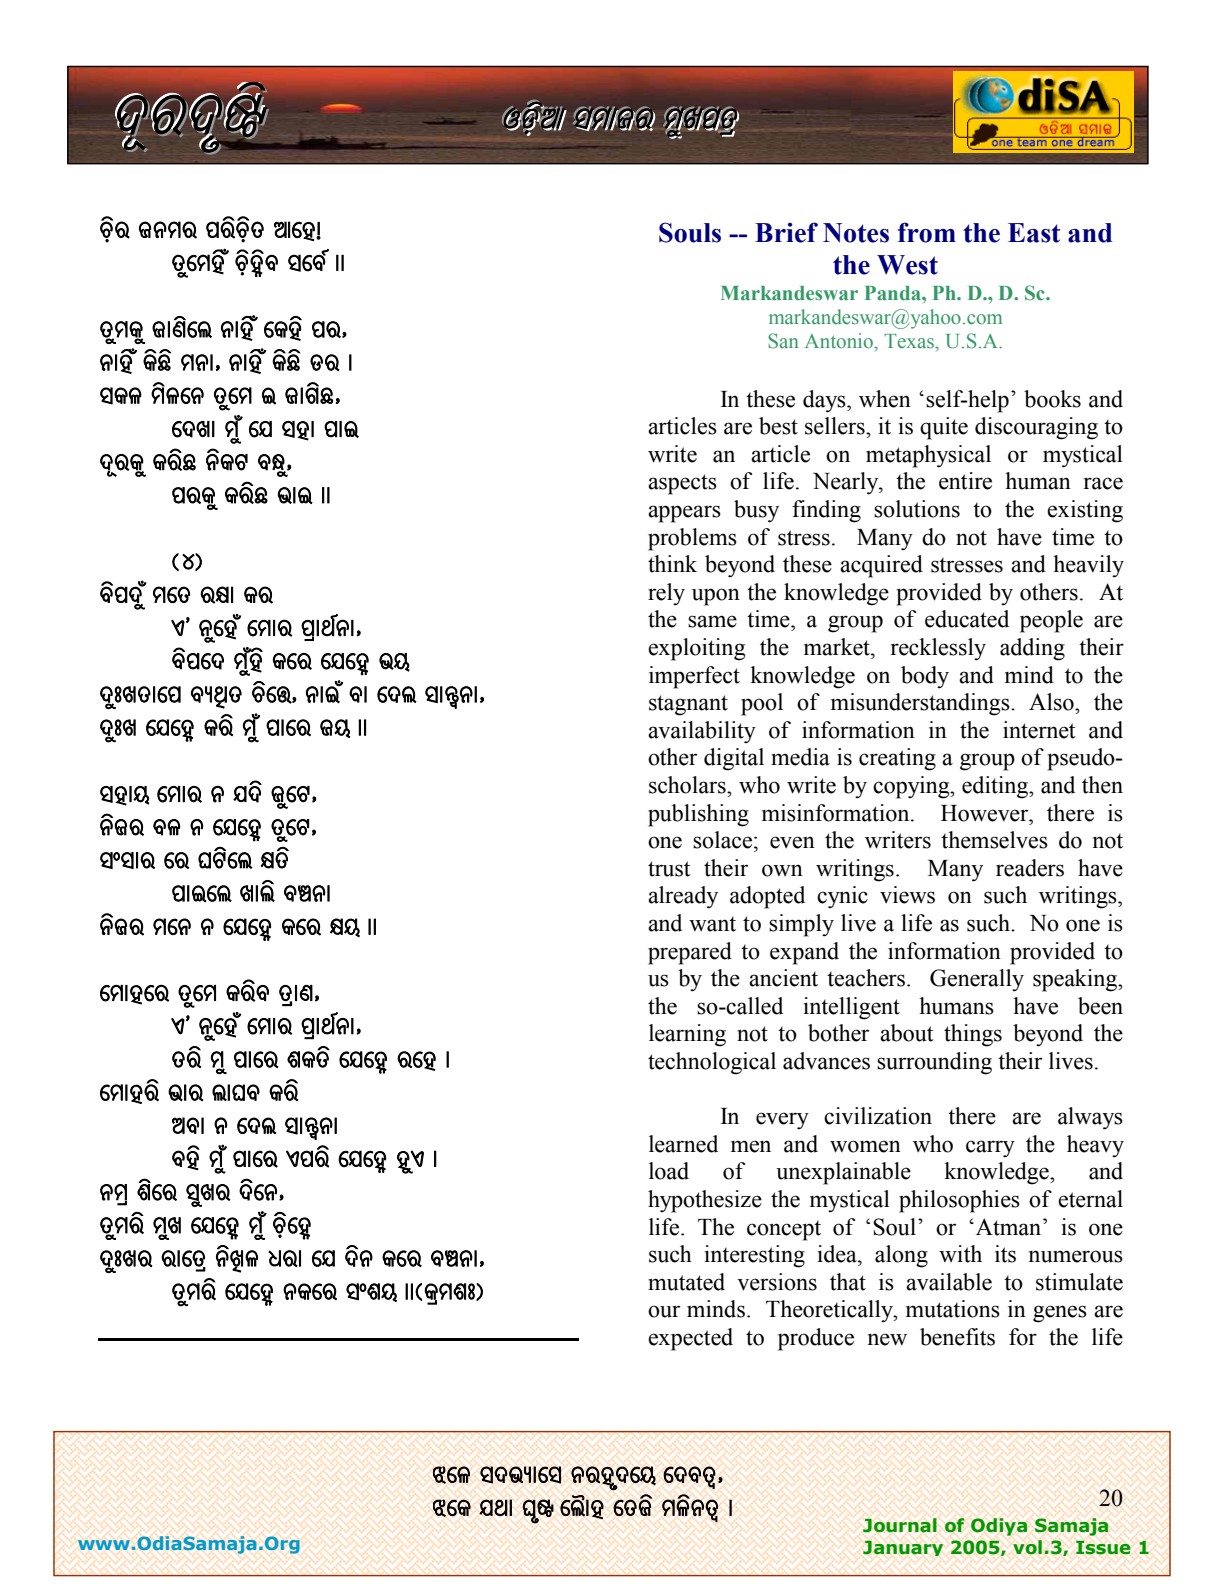 ଦୂରଦୃଷ୍ଟି
ଓଡ଼ିଆ ସମାଜର ମୁଖପତ୍ର
diSA
ଓଡିଆ ସମାଜ
one team one dream
ଚ଼ିର ଜନମର ପରିଚ଼ିତ ଆହେ!
ତୁମେହିଁ ଚ଼ିହ୍ନିବ ସର୍ବେ ॥
ତୁମକୁ ଜାଣିଲେ ନାହିଁ କେହି ପର,
ନାହିଁ କିଛି ମନା, ନାହିଁ କିଛି ଡର ।
ସକଳ ମିଳନେ ତୁମେ ଇ ଜାଗିଛ,
ଦେଖା ମୁଁ ଯେ ସହା ପାଇ
ଦୂରକୁ କରିଛ ନିକଟ ବନ୍ଧୁ,
ପରକୁ କରିଛ ଭାଇ ॥
(୪)
ବିପଦୁଁ ମତେ ରକ୍ଷା କର
ଏ’ ନୁହେଁ ମୋର ପ୍ରାର୍ଥନା,
ବିପଦେ ମୁଁହି କରେ ଯେହ୍ନେ ଭୟ
ଦୁଃଖତାପେ ବ୍ୟଥିତ ଚିତ୍ତେ, ନାଇଁ ବା ଦେଲ ସାନ୍ତ୍ୱନା,
ଦୁଃଖ ଯେହ୍ନେ କରି ମୁଁ ପାରେ ଜୟ ॥
ସହାୟ ମୋର ନ ଯଦି ଜୁଟେ,
ନିଜର ବଳ ନ ଯେହ୍ନେ ତୁଟେ,
ସଂସାର ରେ ଘଟିଲେ କ୍ଷତି
ପାଇଲେ ଖାଲି ବଞ୍ଚନା
ନିଜର ମନେ ନ ଯେହ୍ନେ କରେ କ୍ଷୟ ॥
ମୋହରେ ତୁମେ କରିବ ତ୍ରାଣ,
ଏ’ ନୁହେଁ ମୋର ପ୍ରାର୍ଥନା,
ତରି ମୁ ପାରେ ଶକତି ଯେହ୍ନେ ରହେ ।
ମୋହରି ଭାର ଲାଘବ କରି
ଅବା ନ ଦେଲ ସାନ୍ତ୍ୱନା
ବହି ମୁଁ ପାରେ ଏପରି ଯେହ୍ନେ ହୁଏ ।
ନମ୍ର ଶିରେ ସୁଖର ଦିନେ,
ତୁମରି ମୁଖ ଯେହ୍ନେ ମୁଁ ଚ଼ିହ୍ନେ
ଦୁଃଖର ରାତ୍ରେ ନିଖିଳ ଧରା ଯେ ଦିନ କରେ ବଞ୍ଚନା,
ତୁମରି ଯେହ୍ନେ ନକରେ ସଂଶୟ ॥(କ୍ରମଶଃ)
Souls -- Brief Notes from the East and
the West
Markandeswar Panda, Ph. D., D. Sc.
markandeswar@yahoo.com
San Antonio, Texas, U.S.A.
In these days, when ‘self-help’ books and
articles are best sellers, it is quite discouraging to
write an article on metaphysical or mystical
aspects of life. Nearly, the entire human race
appears busy finding solutions to the existing
problems of stress. Many do not have time to
think beyond these acquired stresses and heavily
rely upon the knowledge provided by others. At
the same time, a group of educated people are
exploiting the market, recklessly adding their
imperfect knowledge on body and mind to the
stagnant pool of misunderstandings. Also, the
availability of information in the internet and
other digital media is creating a group of pseudo-
scholars, who write by copying, editing, and then
publishing misinformation. However, there is
one solace; even the writers themselves do not
trust their own writings. Many readers have
already adopted cynic views on such writings,
and want to simply live a life as such. No one is
prepared to expand the information provided to
us by the ancient teachers. Generally speaking,
the so-called intelligent humans have been
learning not to bother about things beyond the
technological advances surrounding their lives.
In every civilization there are always
learned men and women who carry the heavy
load of unexplainable knowledge, and
hypothesize the mystical philosophies of eternal
life. The concept of ‘Soul’ or ‘Atman’ is one
such interesting idea, along with its numerous
mutated versions that is available to stimulate
our minds. Theoretically, mutations in genes are
expected to produce new benefits for the life
ଝଳେ ସଦଭ୍ୟାସେ ନରହୃଦୟେ ଦେବତ୍ୱ,
ଝକେ ଯଥା ଘୃଷ୍ଟ ଲୌହ ତେଜି ମଳିନତ୍ୱ ।
20
www.OdiaSamaja.Org
Journal of Odiya Samaja
January 2005, vol.3, Issue 1